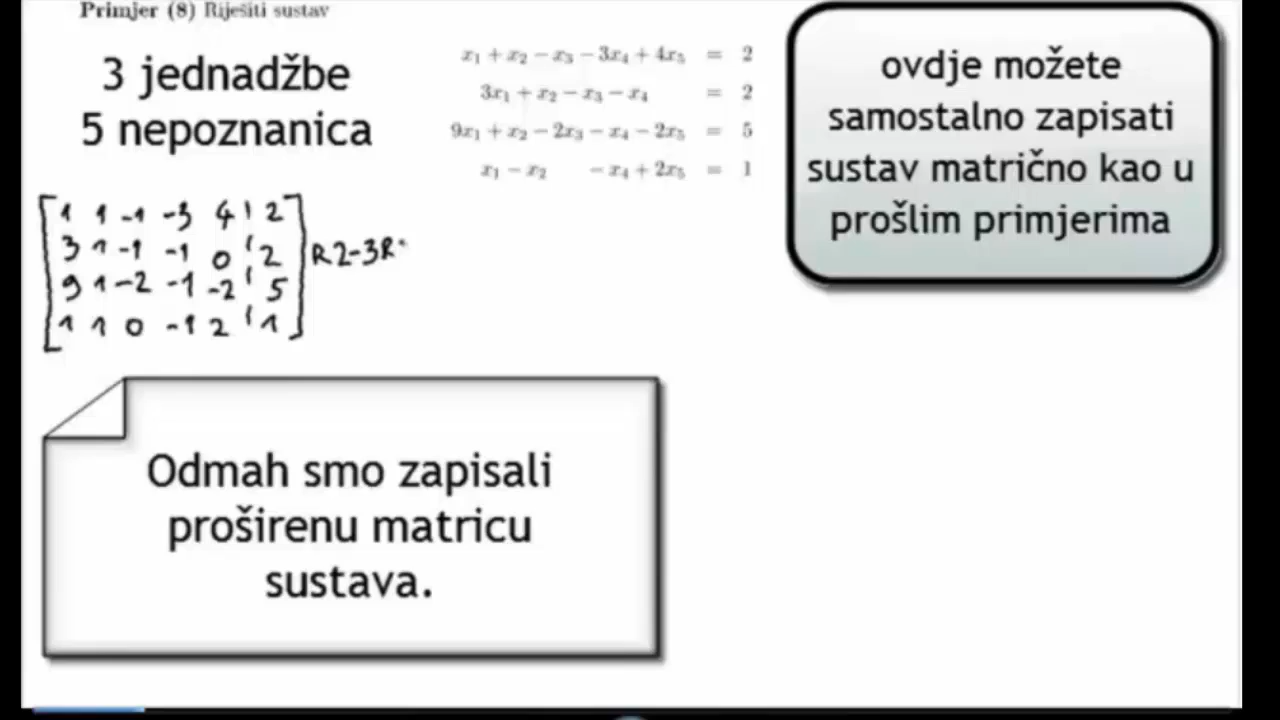 Primjer (8) Riješiti sustav
3 jednadžbe
5 nepoznanica
x₁ + x₂ − x₃ − 3x₄ + 4x₅ = 2
3x₁ + x₂ − x₃ − x₄ = 2
9x₁ + x₂ − 2x₃ − x₄ − 2x₅ = 5
x₁ − x₂ − x₄ + 2x₅ = 1
ovdje možete
samostalno zapisati
sustav matrično kao u
prošlim primjerima
1 1 -1 -3 4 | 2
3 1 -1 -1 0 | 2 R2-3R
9 1 -2 -1 -2 | 5
1 1 0 -1 2 | 1
Odmah smo zapisali
proširenu matricu
sustava.